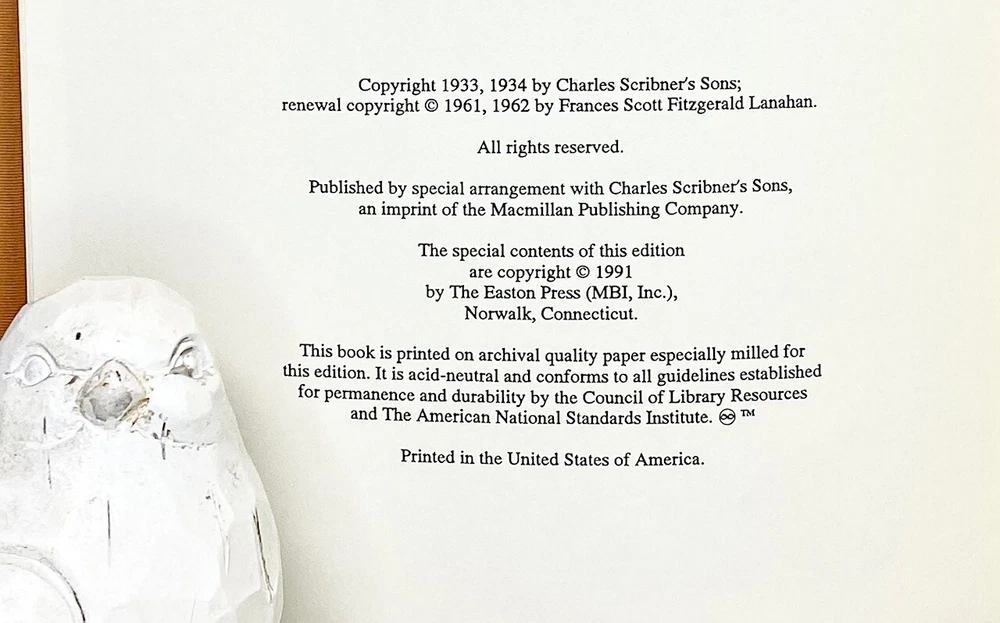 Copyright 1933, 1934 by Charles Scribner's Sons;
renewal copyright © 1961, 1962 by Frances Scott Fitzgerald Lanahan.
All rights reserved.
Published by special arrangement with Charles Scribner's Sons,
an imprint of the Macmillan Publishing Company.
The special contents of this edition
are copyright © 1991
by The Easton Press (MBI, Inc.),
Norwalk, Connecticut.
This book is printed on archival quality paper especially milled for
this edition. It is acid-neutral and conforms to all guidelines established
for permanence and durability by the Council of Library Resources
and The American National Standards Institute. ♾ ™
Printed in the United States of America.